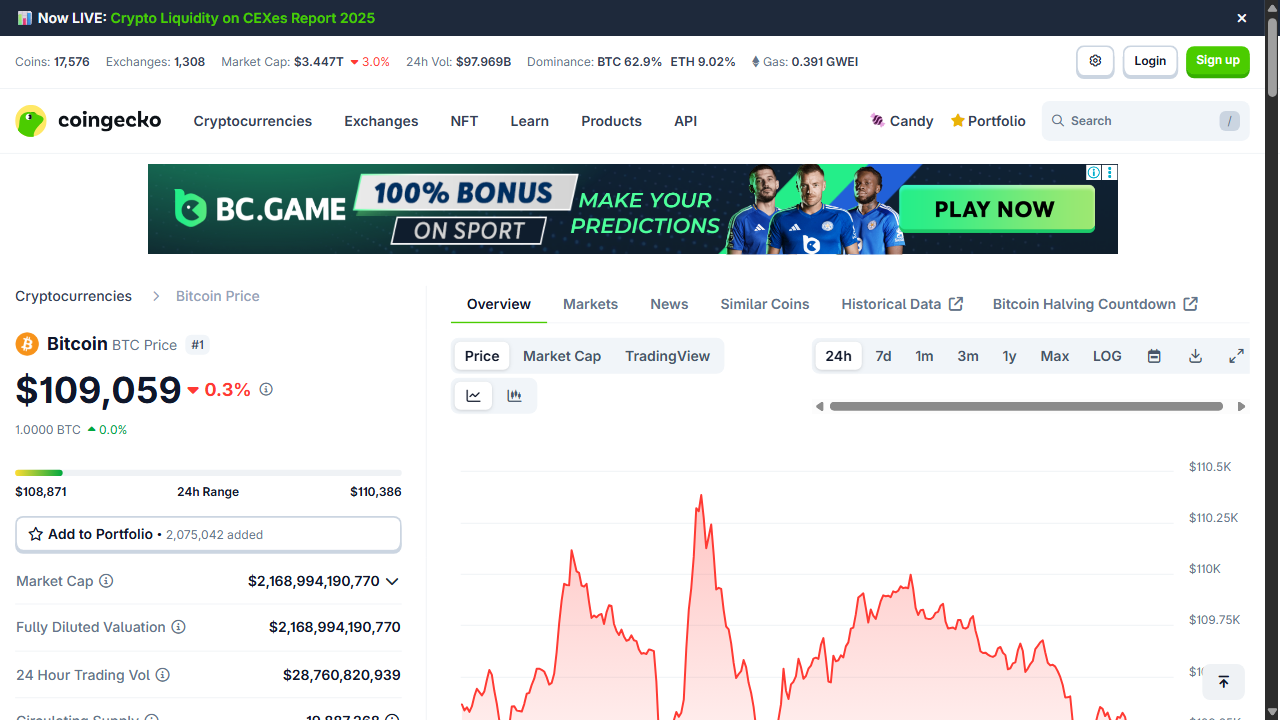 Now LIVE: Crypto Liquidity on CEXes Report 2025
Coins: 17,576 Exchanges: 1,308 Market Cap: $3.447T 3.0% 24h Vol: $97.969B Dominance: BTC 62.9% ETH 9.02% Gas: 0.391 GWEI
Login
Sign up
coingecko
Cryptocurrencies Exchanges NFT Learn Products API
Candy Portfolio
Search /
BC.GAME
100% BONUS
ON SPORT
MAKE YOUR
PREDICTIONS
PLAY NOW
Cryptocurrencies Bitcoin Price
Bitcoin BTC Price #1
$109,059 0.3%
1.0000 BTC 0.0%
$108,871 24h Range $110,386
Add to Portfolio • 2,075,042 added
Market Cap $2,168,994,190,770
Fully Diluted Valuation $2,168,994,190,770
24 Hour Trading Vol $28,760,820,939
Circulating Supply 19,887,268
Overview Markets News Similar Coins Historical Data Bitcoin Halving Countdown
Price Market Cap TradingView
24h 7d 1m 3m 1y Max LOG
$110.5K
$110.25K
$110K
$109.75K